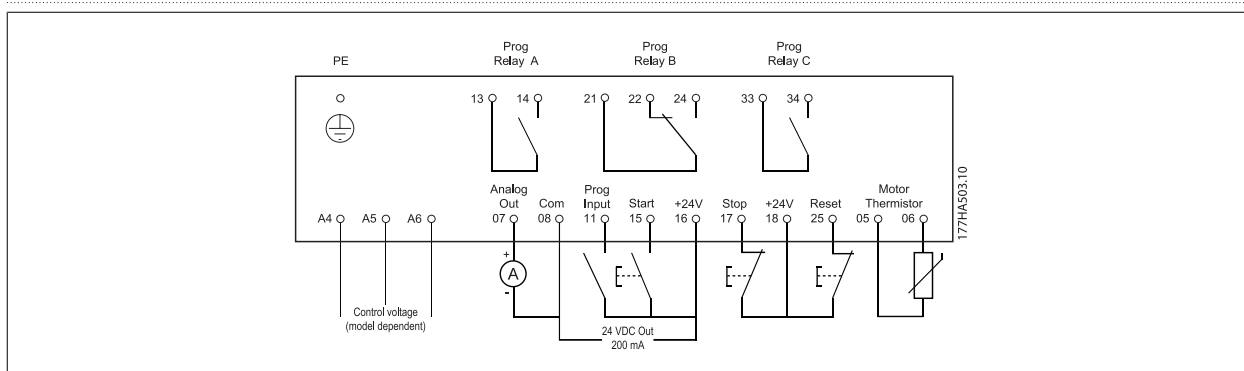 Prog Prog Prog
PE Relay A Relay B Relay C
13 14 21 22 24 33 34
Analog Prog Motor
Out Com Input Start +24V Stop +24V Reset Thermistor
A4 A5 A6 07 08 11 15 16 17 18 25 05 06
177HA503.10
+
A
-
Control voltage
(model dependent)
24 VDC Out
200 mA